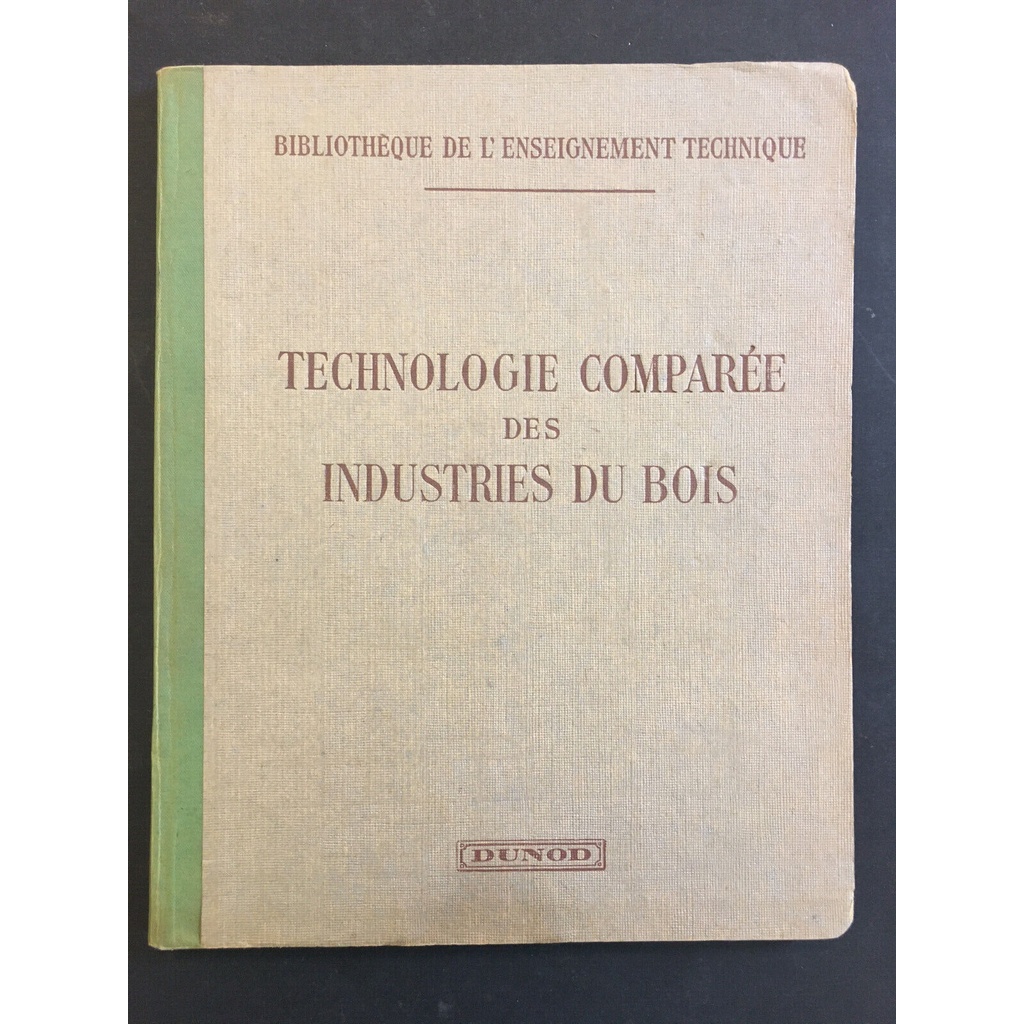 BIBLIOTHÈQUE DE L'ENSEIGNEMENT TECHNIQUE
TECHNOLOGIE COMPARÉE
DES
INDUSTRIES DU BOIS
DUNOD